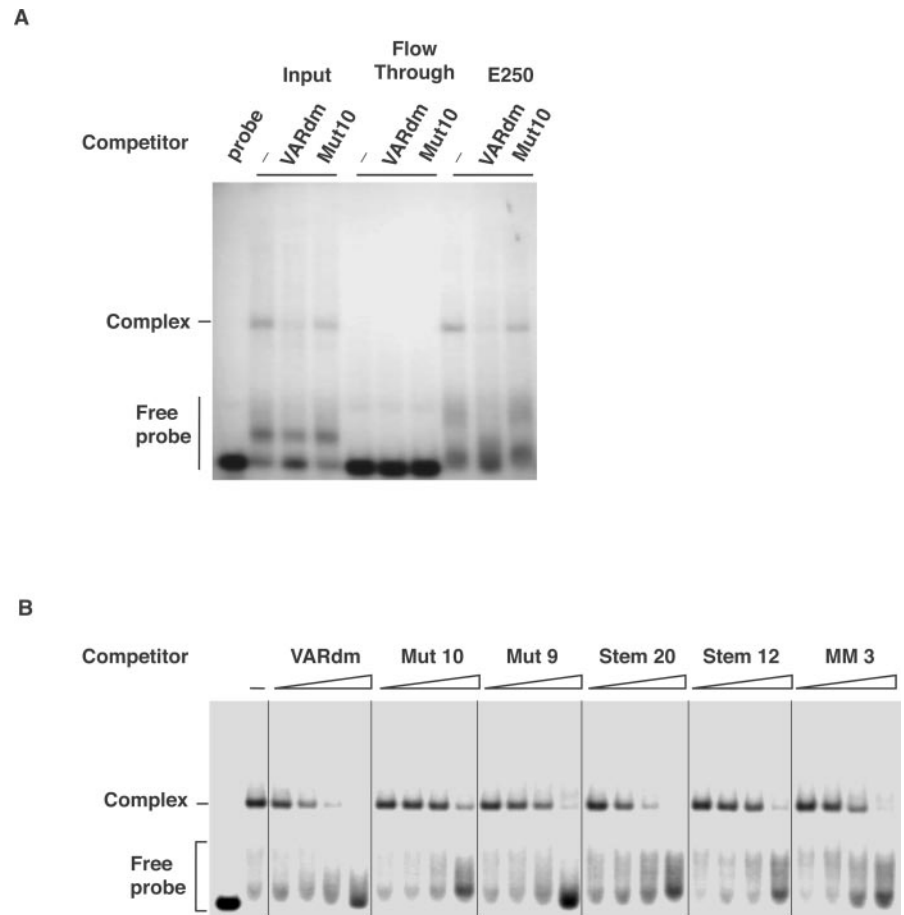 A
Flow
Input Through E250
Competitor probe – VARdm Mut10 – VARdm Mut10 – VARdm Mut10
Complex
Free
probe
B
Competitor VARdm Mut 10 Mut 9 Stem 20 Stem 12 MM 3
–
Complex
Free
probe